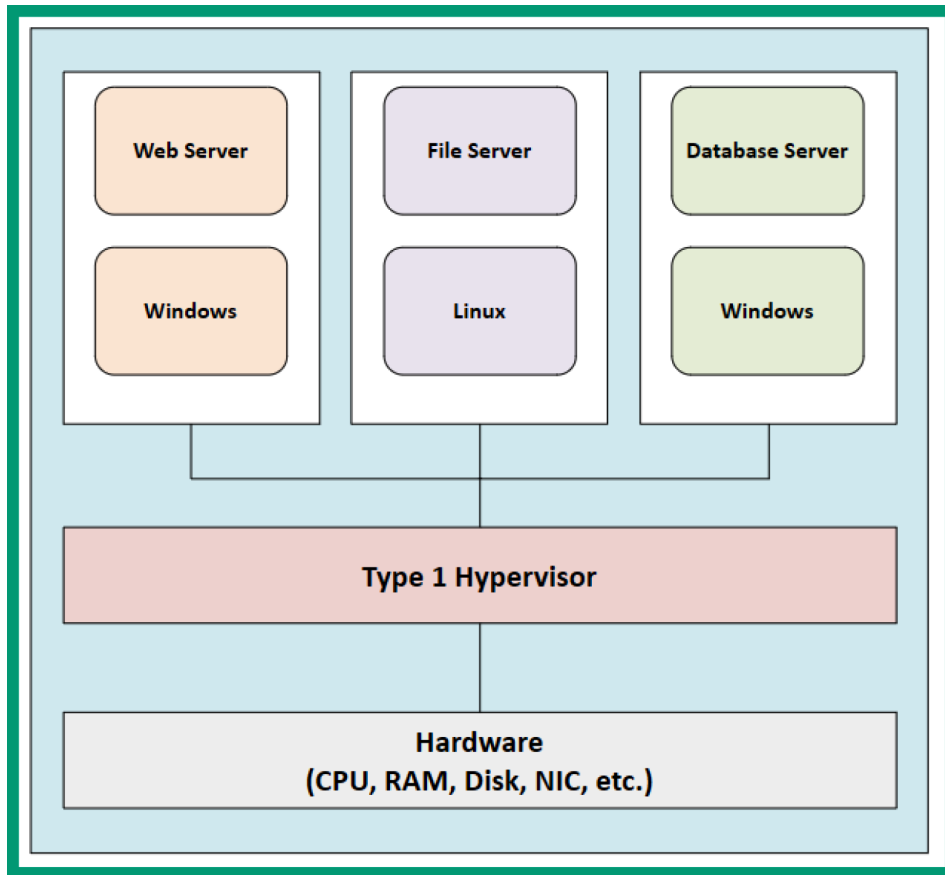 Web Server
File Server
Database Server
Windows
Linux
Windows
Type 1 Hypervisor
Hardware
(CPU, RAM, Disk, NIC, etc.)